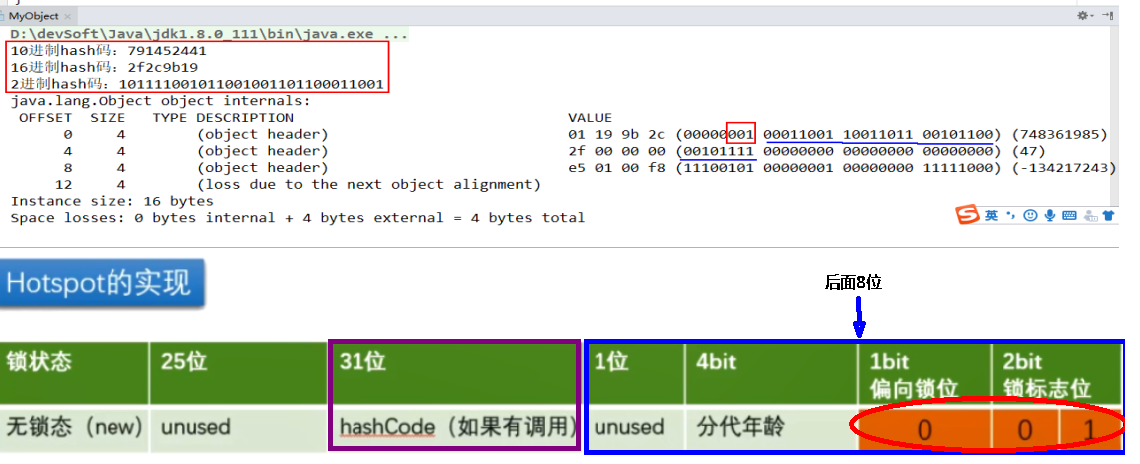 MyObject
D:\devSoft\Java\jdk1.8.0_111\bin\java.exe ...
10进制hash码：791452441
16进制hash码：2f2c9b19
2进制hash码：101111001011001001101100011001
java.lang.Object object internals:
OFFSET SIZE TYPE DESCRIPTION VALUE
0 4 (object header) 01 19 9b 2c (00000001 00011001 10011011 00101100) (748361985)
4 4 (object header) 2f 00 00 00 (00101111 00000000 00000000 00000000) (47)
8 4 (object header) e5 01 00 f8 (11100101 00000001 00000000 11111000) (-134217243)
12 4 (loss due to the next object alignment)
Instance size: 16 bytes
Space losses: 0 bytes internal + 4 bytes external = 4 bytes total
S 英
Hotspot的实现
后面8位
锁状态 25位 31位 1位 4bit 1bit 偏向锁位 2bit 锁标志位
无锁态（new） unused hashCode（如果有调用） unused 分代年龄 0 0 1